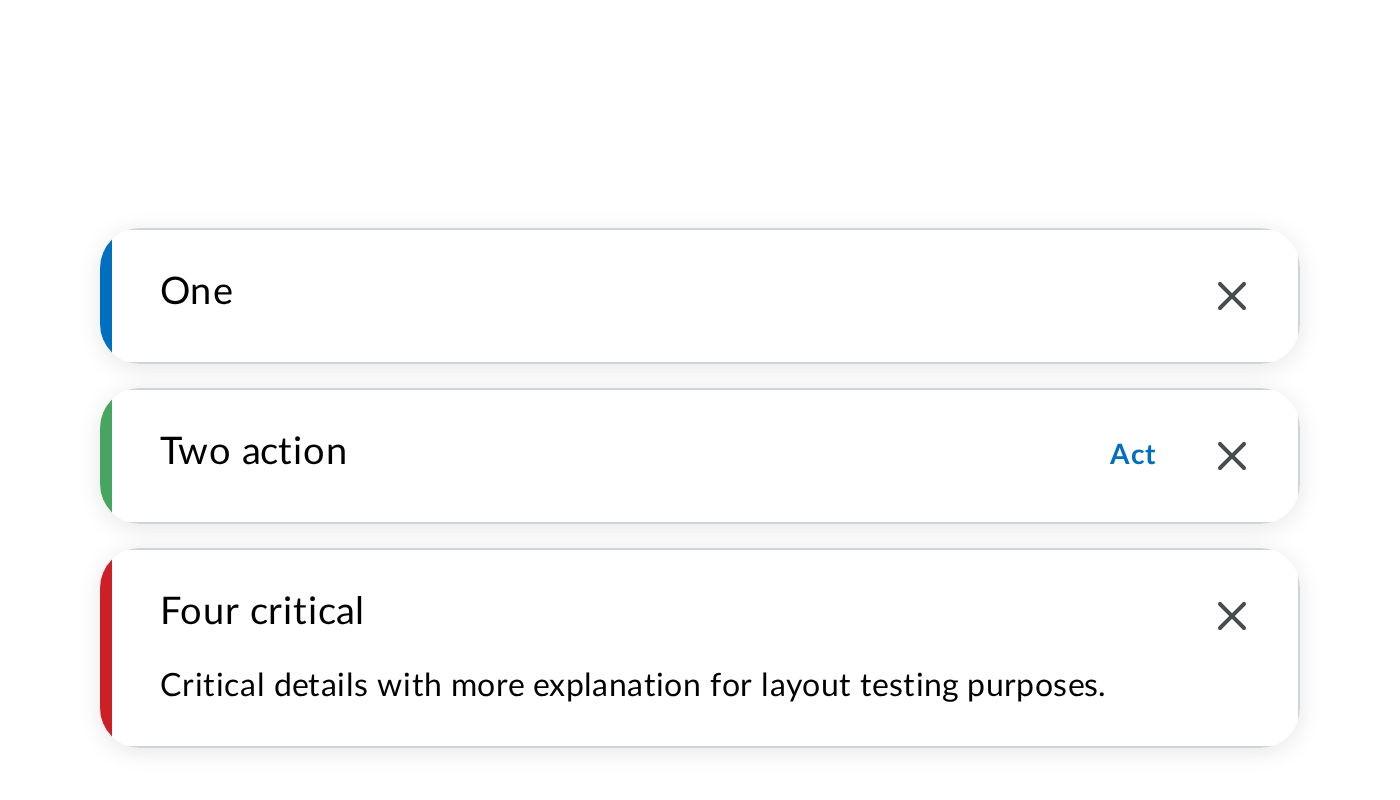 One
Two action
Act
Four critical
Critical details with more explanation for layout testing purposes.